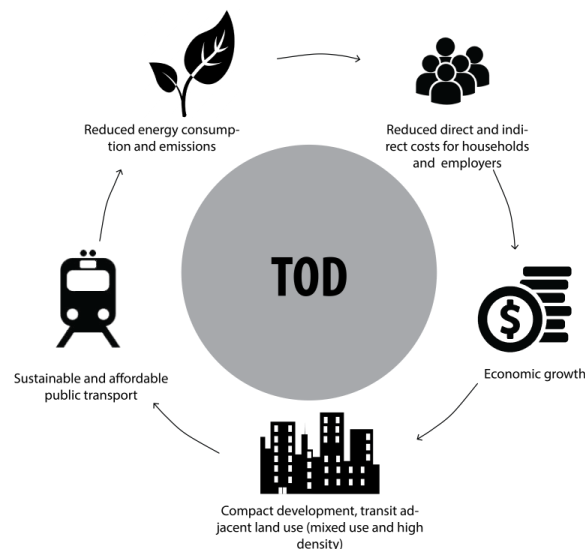 Reduced energy consump-
tion and emissions
Reduced direct and indi-
rect costs for households
and employers
TOD
$
Sustainable and affordable
public transport
Economic growth
Compact development, transit ad-
jacent land use (mixed use and high
density)